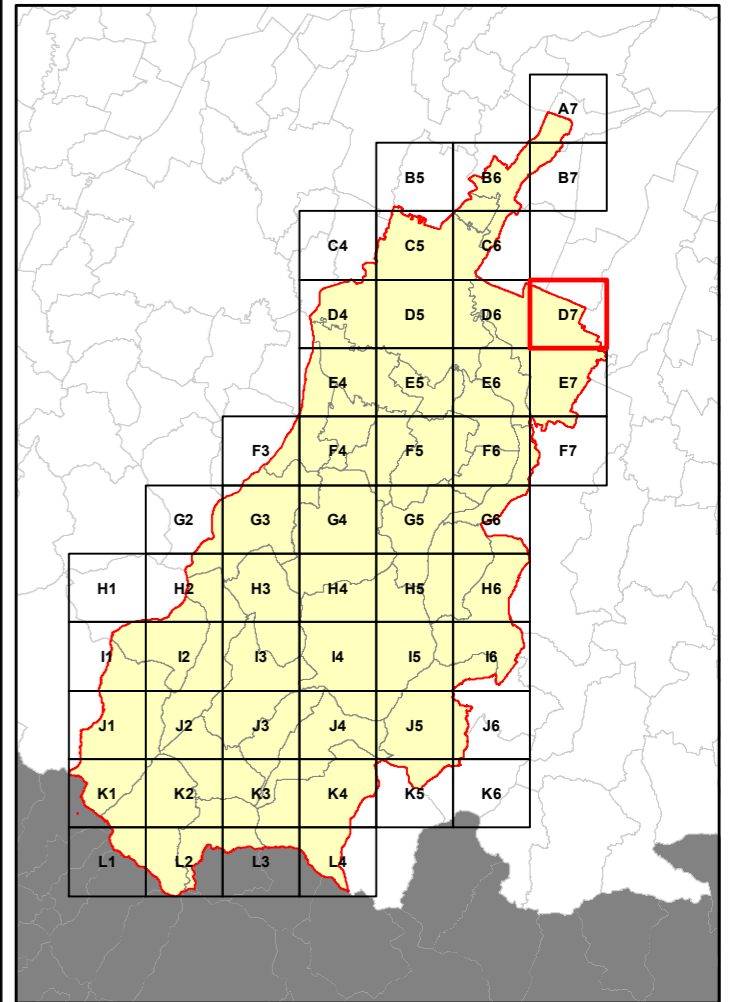 A7
B5 B6 B7
C4 C5 C6
D4 D5 D6 D7
E4 E5 E6 E7
F3 F4 F5 F6 F7
G2 G3 G4 G5 G6
H1 H2 H3 H4 H5 H6
I1 I2 I3 I4 I5 I6
J1 J2 J3 J4 J5 J6
K1 K2 K3 K4 K5 K6
L1 L2 L3 L4